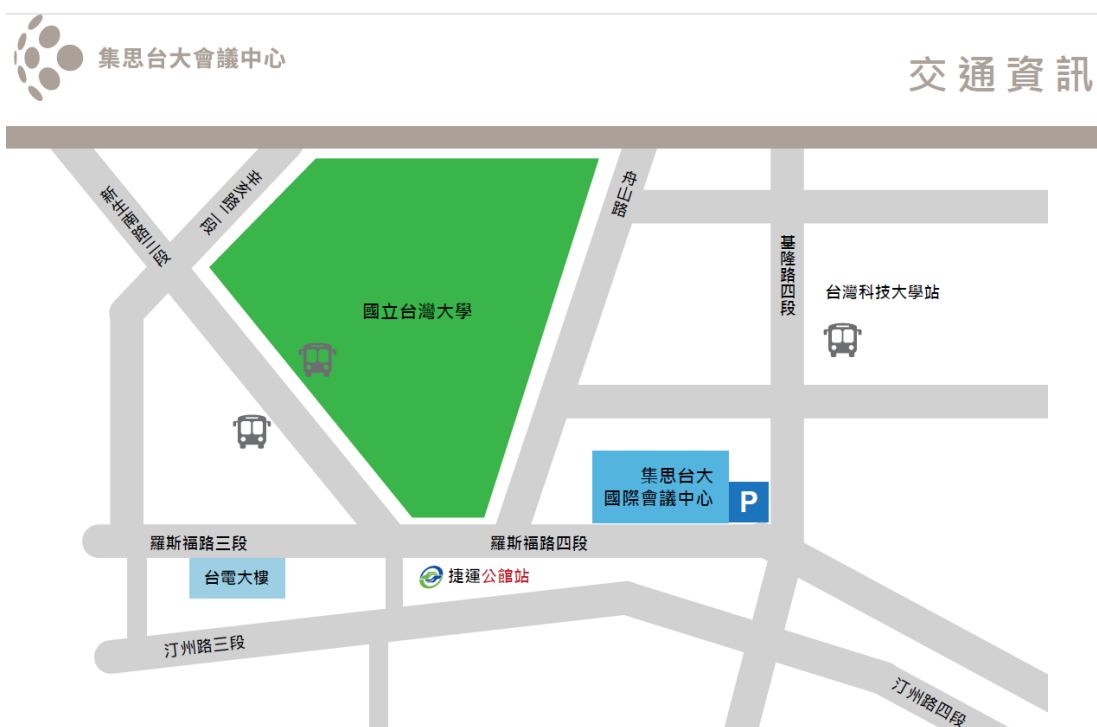 集思台大會議中心
交通資訊
新生南路三段
辛亥路一段
舟山路
基隆路四段
台灣科技大學站
國立台灣大學
集思台大
國際會議中心
P
羅斯福路三段
羅斯福路四段
台電大樓
捷運公館站
汀州路三段
汀州路四段